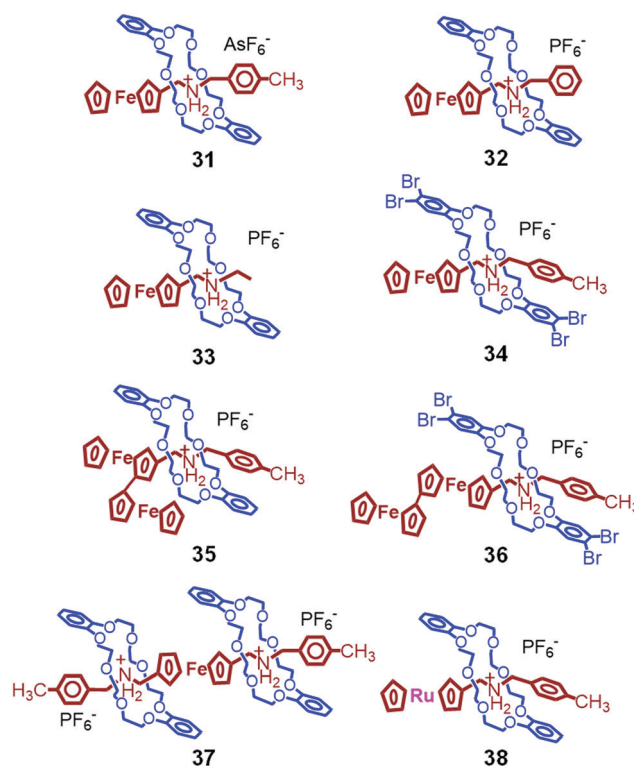 O O
AsF₆⁻
O O
Fe
+
N
H₂
CH₃
O O
O O
31
O O
PF₆⁻
O O
Fe
+
N
H₂
O O
O O
32
O O
PF₆⁻
O O
Fe
+
N
H₂
O O
O O
33
Br
Br
O O
PF₆⁻
O O
Fe
+
N
H₂
CH₃
O O
O O
Br
Br
34
O O
PF₆⁻
O O
Fe
+
N
H₂
CH₃
O O
O O
Fe
35
Br
Br
O O
PF₆⁻
O O
Fe
+
N
H₂
CH₃
Fe
O O
O O
Br
Br
36
O O
PF₆⁻
O O
Fe
+
N
H₂
CH₃
O O
O O
O O
O O
+
N
H₂
H₃C
PF₆⁻
O O
O O
37
O O
PF₆⁻
O O
Ru
+
N
H₂
CH₃
O O
O O
38